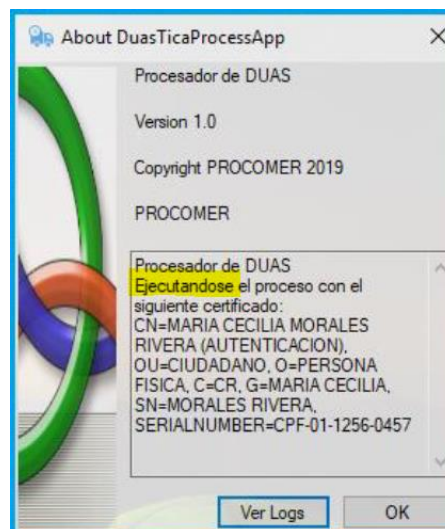 About DuasTicaProcessApp
Procesador de DUAS
Version 1.0
Copyright PROCOMER 2019
PROCOMER
Procesador de DUAS
Ejecutandose el proceso con el
siguiente certificado:
CN=MARIA CECILIA MORALES
RIVERA (AUTENTICACION),
OU=CIUDADANO, O=PERSONA
FISICA, C=CR, G=MARIA CECILIA,
SN=MORALES RIVERA,
SERIALNUMBER=CPF-01-1256-0457
Ver Logs
OK